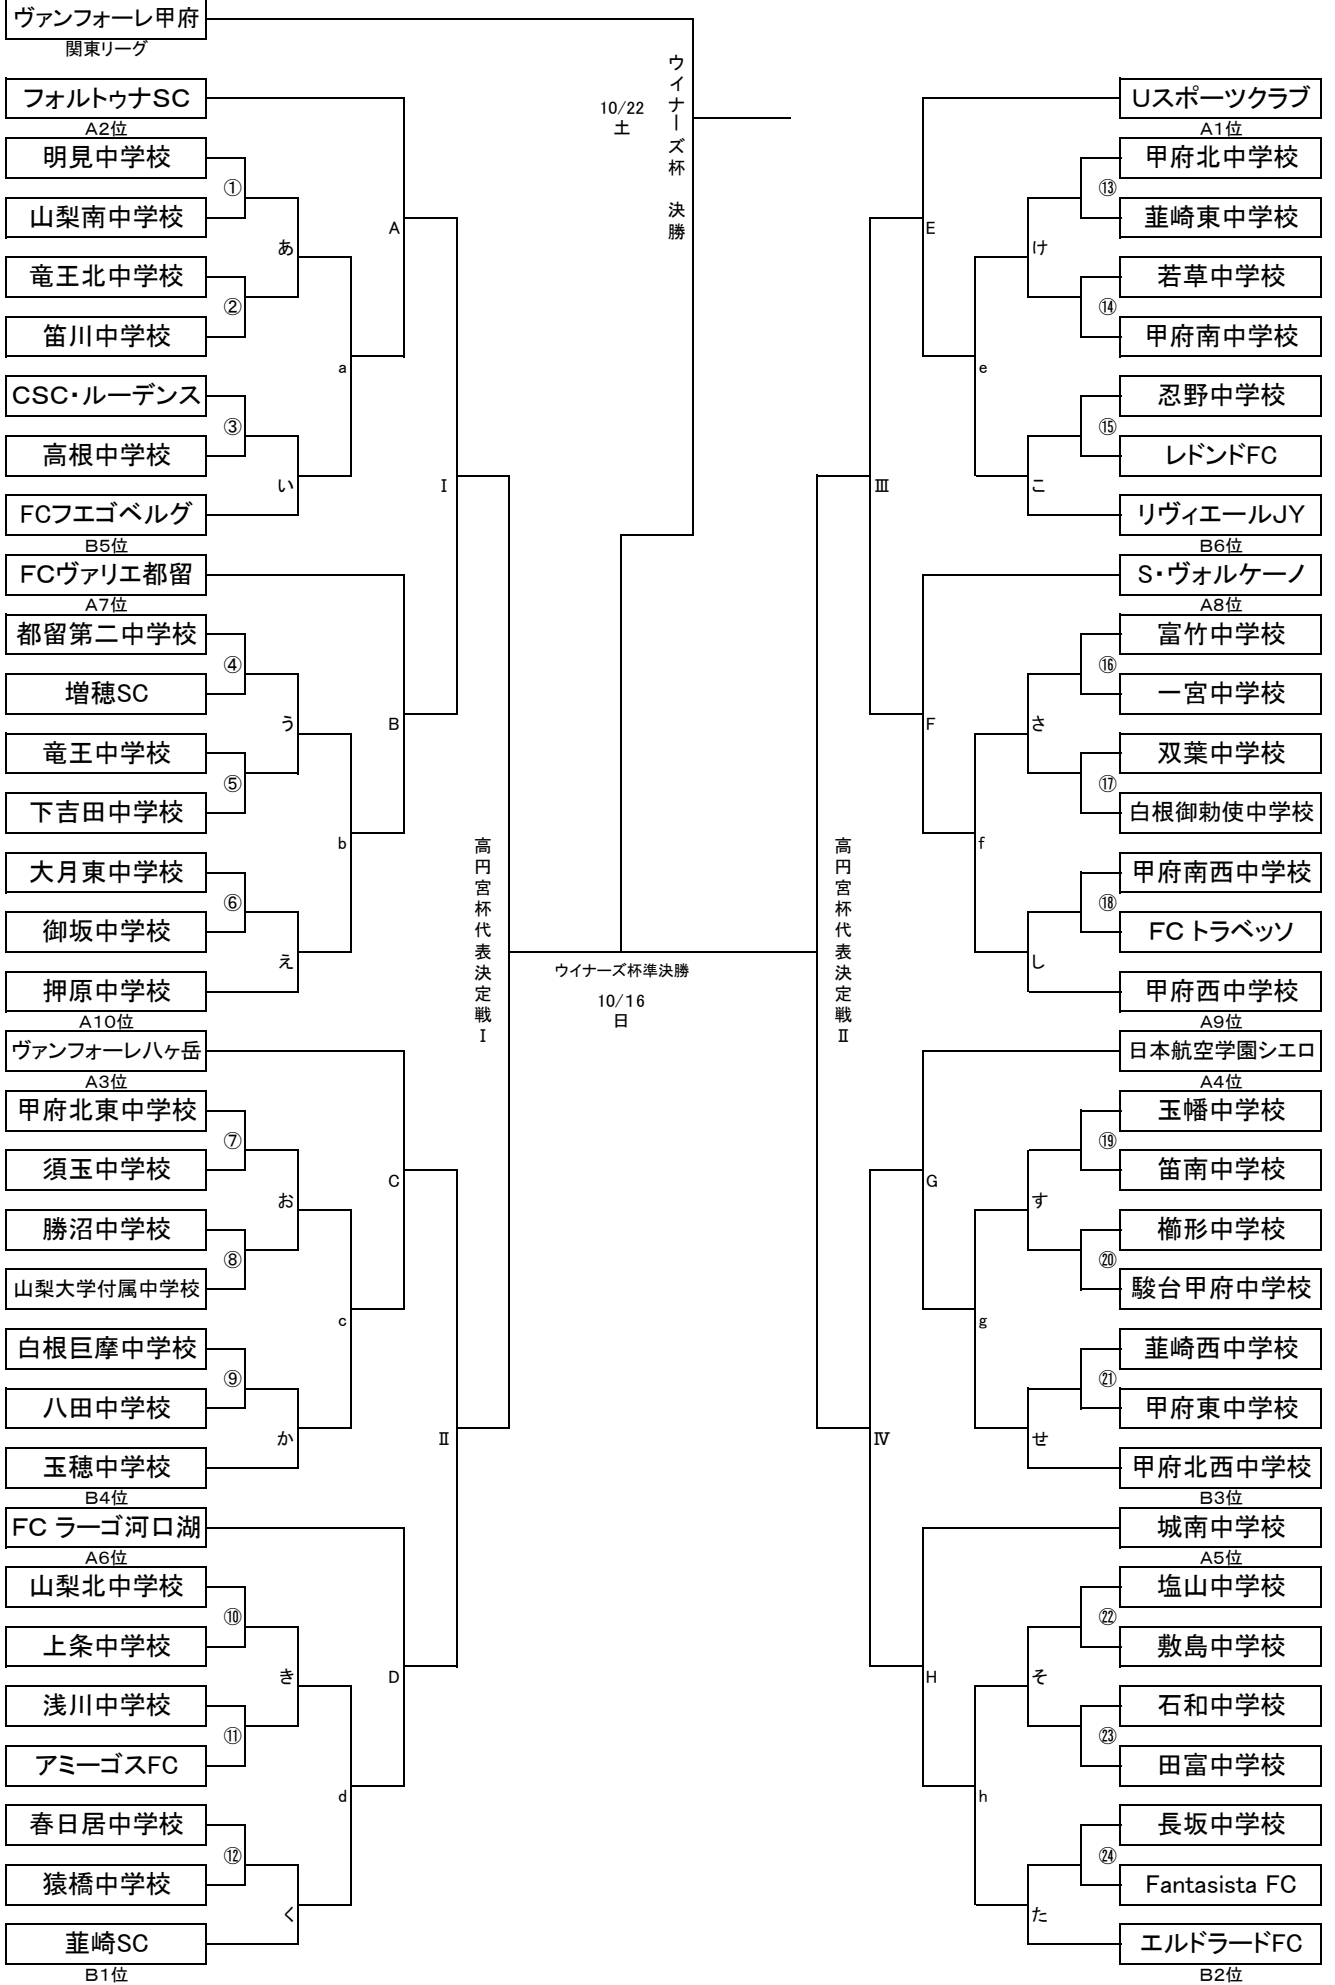 ヴァンフォーレ甲府
関東リーグ
フォルトゥナSC
A2位
明見中学校
①
山梨南中学校
あ
竜王北中学校
②
笛川中学校
A
a
CSC・ルーデンス
③
高根中学校
い
FCフエゴベルグ
B5位
I
FCヴァリエ都留
A7位
都留第二中学校
④
増穂SC
う
竜王中学校
⑤
下吉田中学校
B
b
大月東中学校
⑥
御坂中学校
え
押原中学校
A10位
ヴァンフォーレ八ヶ岳
A3位
甲府北東中学校
⑦
須玉中学校
お
勝沼中学校
⑧
山梨大学付属中学校
C
c
白根巨摩中学校
⑨
八田中学校
か
玉穂中学校
B4位
II
FC ラーゴ河口湖
A6位
山梨北中学校
⑩
上条中学校
き
浅川中学校
⑪
アミーゴスFC
D
d
春日居中学校
⑫
猿橋中学校
く
韮崎SC
B1位
高円宮杯代表決定戦Ⅰ
ウイナーズ杯 決勝
10/22
土
ウイナーズ杯準決勝
10/16
日
高円宮杯代表決定戦Ⅱ
Uスポーツクラブ
A1位
甲府北中学校
⑬
韮崎東中学校
け
若草中学校
⑭
甲府南中学校
E
e
忍野中学校
⑮
レドンドFC
こ
リヴィエールJY
B6位
Ⅲ
S・ヴォルケーノ
A8位
富竹中学校
⑯
一宮中学校
さ
双葉中学校
⑰
白根御勅使中学校
F
f
甲府南西中学校
⑱
FC トラベッソ
し
甲府西中学校
A9位
日本航空学園シエロ
A4位
玉幡中学校
⑲
笛南中学校
す
櫛形中学校
⑳
駿台甲府中学校
G
g
韮崎西中学校
㉑
甲府東中学校
せ
甲府北西中学校
B3位
Ⅳ
城南中学校
A5位
塩山中学校
㉒
敷島中学校
そ
石和中学校
㉓
田富中学校
H
h
長坂中学校
㉔
Fantasista FC
た
エルドラードFC
B2位